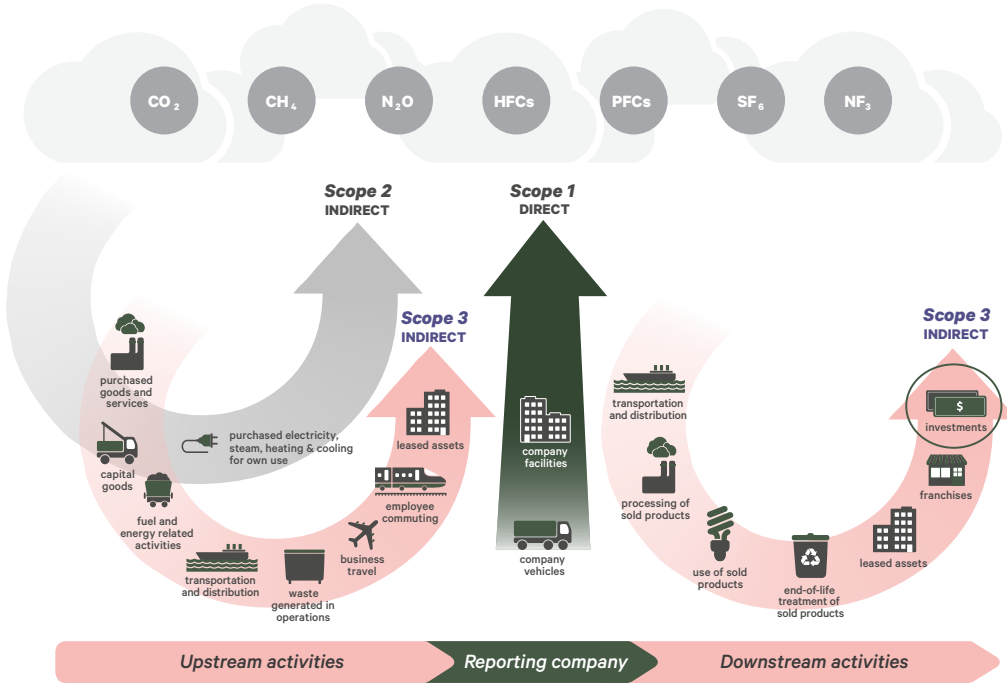 CO₂
CH₄
N₂O
HFCs
PFCs
SF₆
NF₃
Scope 2
INDIRECT
Scope 1
DIRECT
Scope 3
INDIRECT
Scope 3
INDIRECT
purchased
goods and
services
capital
goods
fuel and
energy related
activities
purchased electricity,
steam, heating & cooling
for own use
transportation
and distribution
waste
generated in
operations
business
travel
employee
commuting
leased assets
company
facilities
company
vehicles
transportation
and distribution
processing of
sold products
use of sold
products
end-of-life
treatment of
sold products
leased assets
franchises
$
investments
Upstream activities
Reporting company
Downstream activities